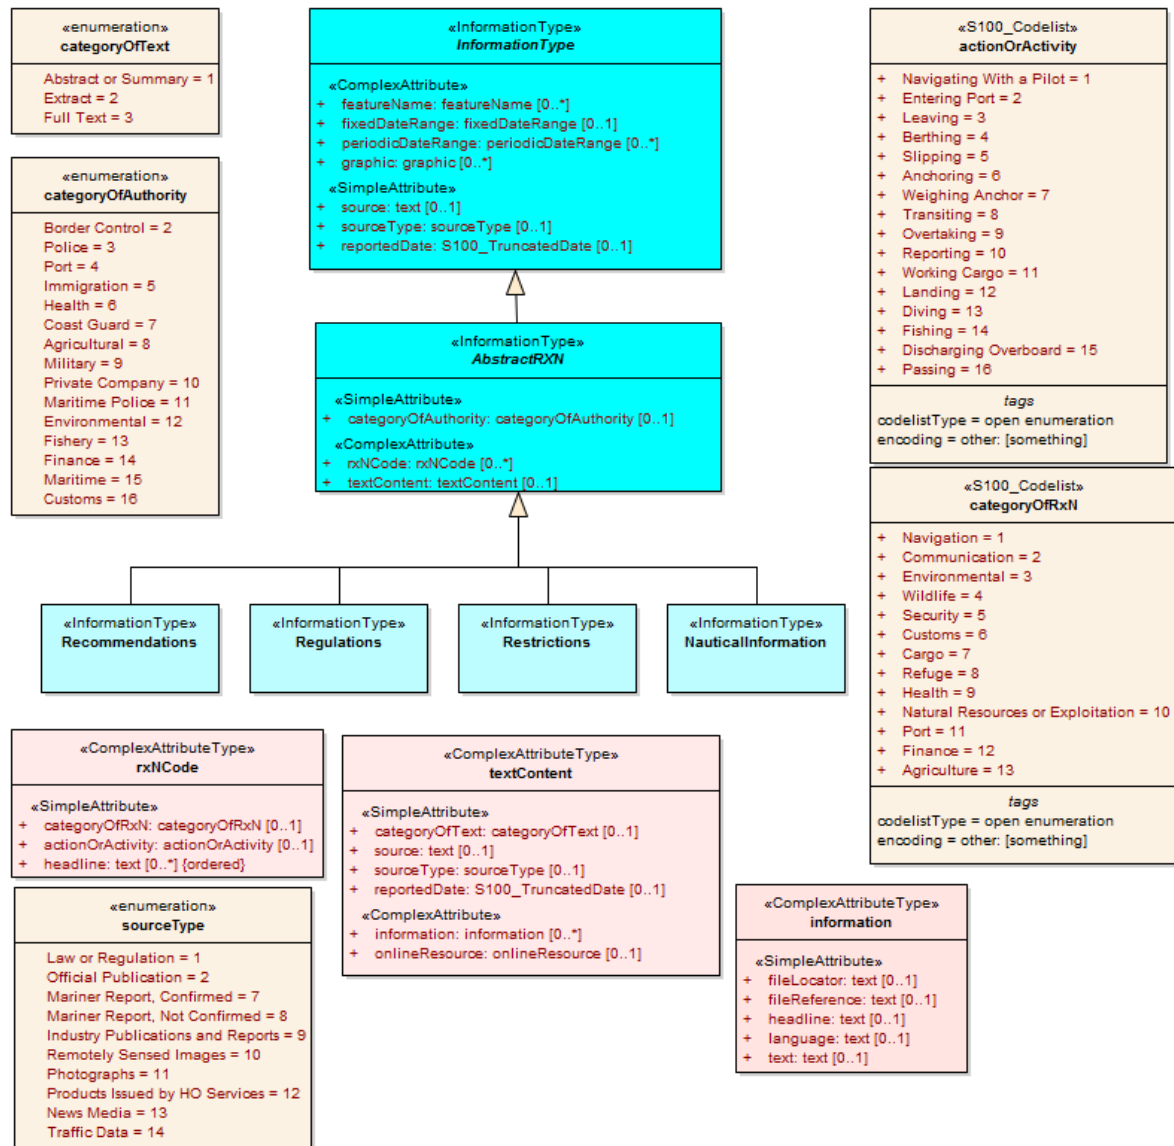 «enumeration»
categoryOfText
Abstract or Summary = 1
Extract = 2
Full Text = 3
«enumeration»
categoryOfAuthority
Border Control = 2
Police = 3
Port = 4
Immigration = 5
Health = 6
Coast Guard = 7
Agricultural = 8
Military = 9
Private Company = 10
Maritime Police = 11
Environmental = 12
Fishery = 13
Finance = 14
Maritime = 15
Customs = 16
«InformationType»
InformationType
«ComplexAttribute»
+ featureName: featureName [0..*]
+ fixedDateRange: fixedDateRange [0..1]
+ periodicDateRange: periodicDateRange [0..*]
+ graphic: graphic [0..*]
«SimpleAttribute»
+ source: text [0..1]
+ sourceType: sourceType [0..1]
+ reportedDate: S100_TruncatedDate [0..1]
«InformationType»
AbstractRXN
«SimpleAttribute»
+ categoryOfAuthority: categoryOfAuthority [0..1]
«ComplexAttribute»
+ rxNCode: rxNCode [0..*]
+ textContent: textContent [0..1]
«S100_Codelist»
actionOrActivity
+ Navigating With a Pilot = 1
+ Entering Port = 2
+ Leaving = 3
+ Berthing = 4
+ Slipping = 5
+ Anchoring = 6
+ Weighing Anchor = 7
+ Transiting = 8
+ Overtaking = 9
+ Reporting = 10
+ Working Cargo = 11
+ Landing = 12
+ Diving = 13
+ Fishing = 14
+ Discharging Overboard = 15
+ Passing = 16
tags
codelistType = open enumeration
encoding = other: [something]
«S100_Codelist»
categoryOfRxN
+ Navigation = 1
+ Communication = 2
+ Environmental = 3
+ Wildlife = 4
+ Security = 5
+ Customs = 6
+ Cargo = 7
+ Refuge = 8
+ Health = 9
+ Natural Resources or Exploitation = 10
+ Port = 11
+ Finance = 12
+ Agriculture = 13
tags
codelistType = open enumeration
encoding = other: [something]
«InformationType»
Recommendations
«InformationType»
Regulations
«InformationType»
Restrictions
«InformationType»
NauticalInformation
«ComplexAttributeType»
rxNCode
«SimpleAttribute»
+ categoryOfRxN: categoryOfRxN [0..1]
+ actionOrActivity: actionOrActivity [0..1]
+ headline: text [0..*] {ordered}
«ComplexAttributeType»
textContent
«SimpleAttribute»
+ categoryOfText: categoryOfText [0..1]
+ source: text [0..1]
+ sourceType: sourceType [0..1]
+ reportedDate: S100_TruncatedDate [0..1]
«ComplexAttribute»
+ information: information [0..*]
+ onlineResource: onlineResource [0..1]
«enumeration»
sourceType
Law or Regulation = 1
Official Publication = 2
Mariner Report, Confirmed = 7
Mariner Report, Not Confirmed = 8
Industry Publications and Reports = 9
Remotely Sensed Images = 10
Photographs = 11
Products Issued by HO Services = 12
News Media = 13
Traffic Data = 14
«ComplexAttributeType»
information
«SimpleAttribute»
+ fileLocator: text [0..1]
+ fileReference: text [0..1]
+ headline: text [0..1]
+ language: text [0..1]
+ text: text [0..1]